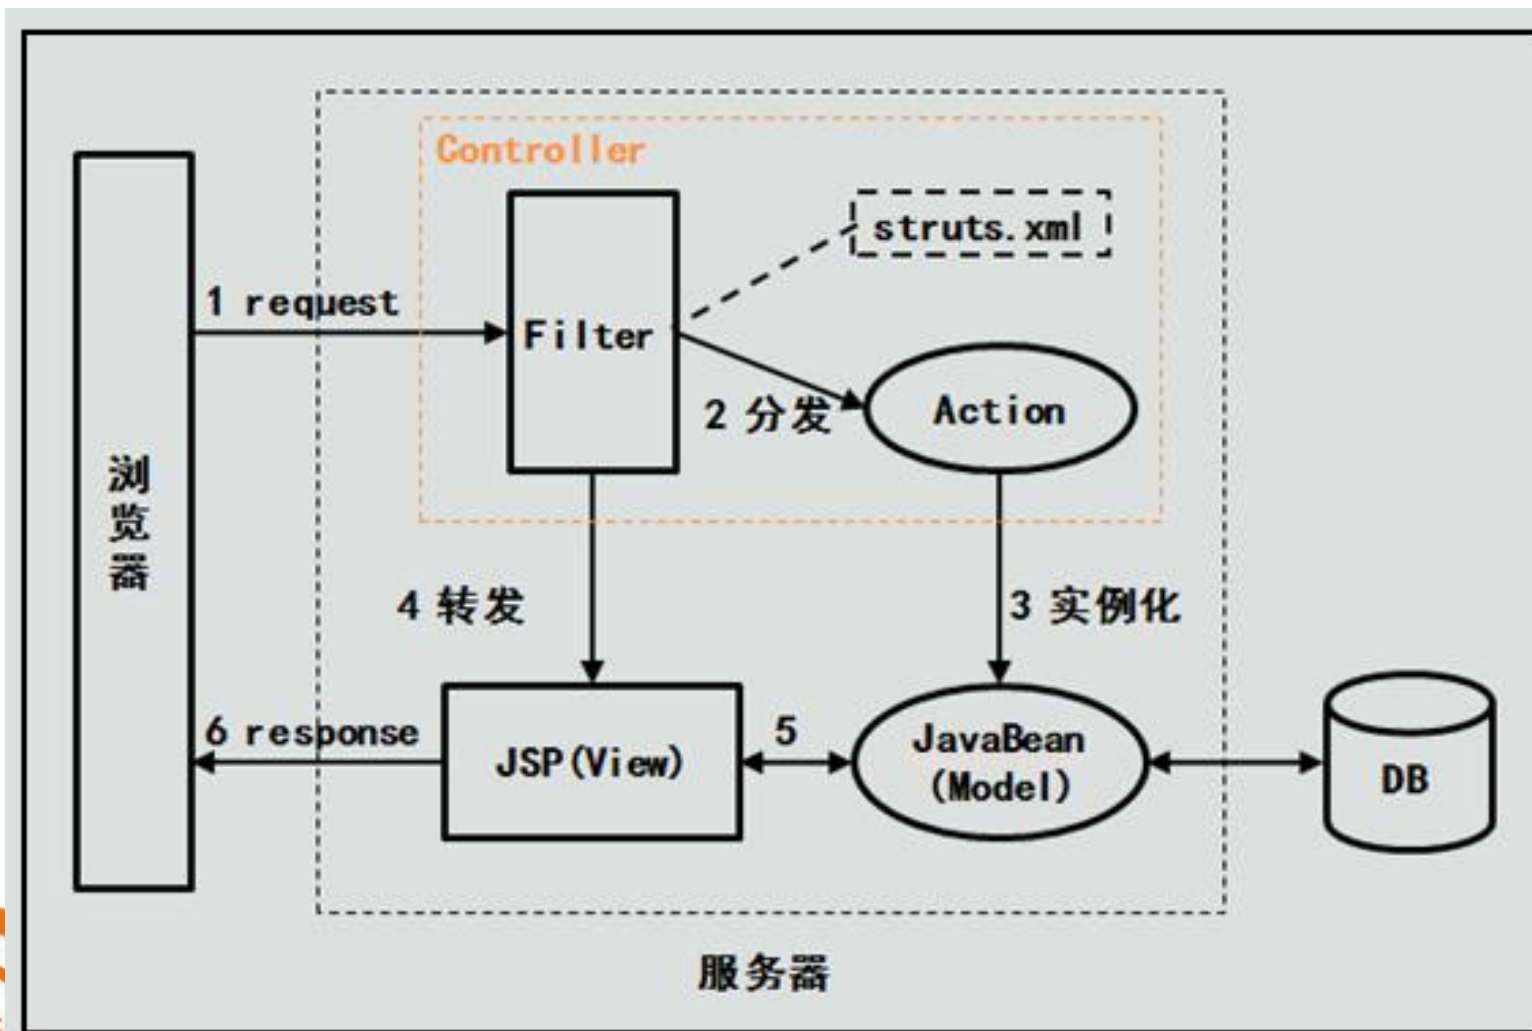 Controller
struts.xml
1 request
Filter
2 分发
Action
浏
览
器
4 转发
3 实例化
6 response
JSP(View)
5
JavaBean
(Model)
DB
服务器